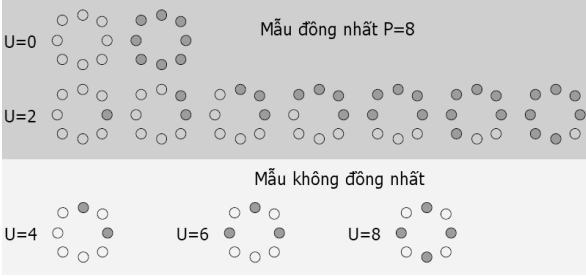 Mẫu đồng nhất P=8
U=0
U=2
Mẫu không đồng nhất
U=4 U=6 U=8